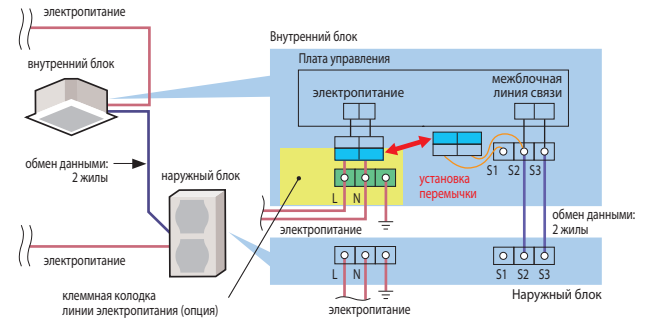 электропитание
внутренний блок
обмен данными:
2 жилы
наружный блок
электропитание
клеммная колодка
линии электропитания (опция)
Внутренний блок
Плата управления
электропитание
межблочная
линия связи
S1 S2 S3
установка
перемычки
L N
электропитание
обмен данными:
2 жилы
L N
S1 S2 S3
электропитание
Наружный блок